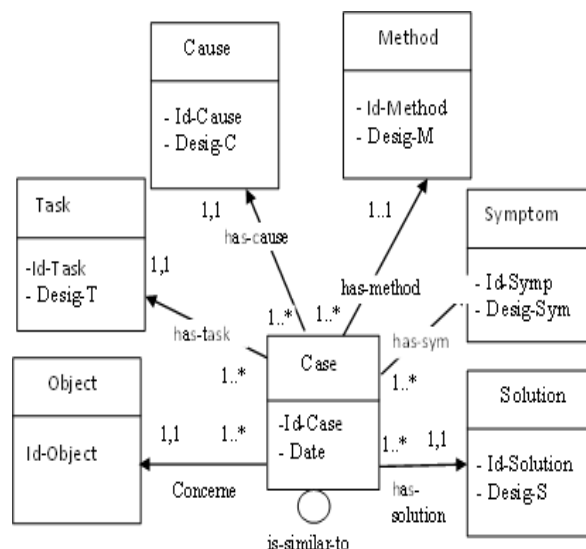 Cause
- Id-Cause
- Desig-C
Method
- Id-Method
- Desig-M
1,1
1..1
Task
-Id-Task
- Desig-T
1,1
has-cause
has-method
Symptom
- Id-Symp
- Desig-Sym
has-task
1..*
1..*
has-sym
1..*
Case
-Id-Case
- Date
1..*
Object
Id-Object
1,1
1..*
Concerne
Solution
- Id-Solution
- Desig-S
1..*
1,1
has-
solution
is-similar-to